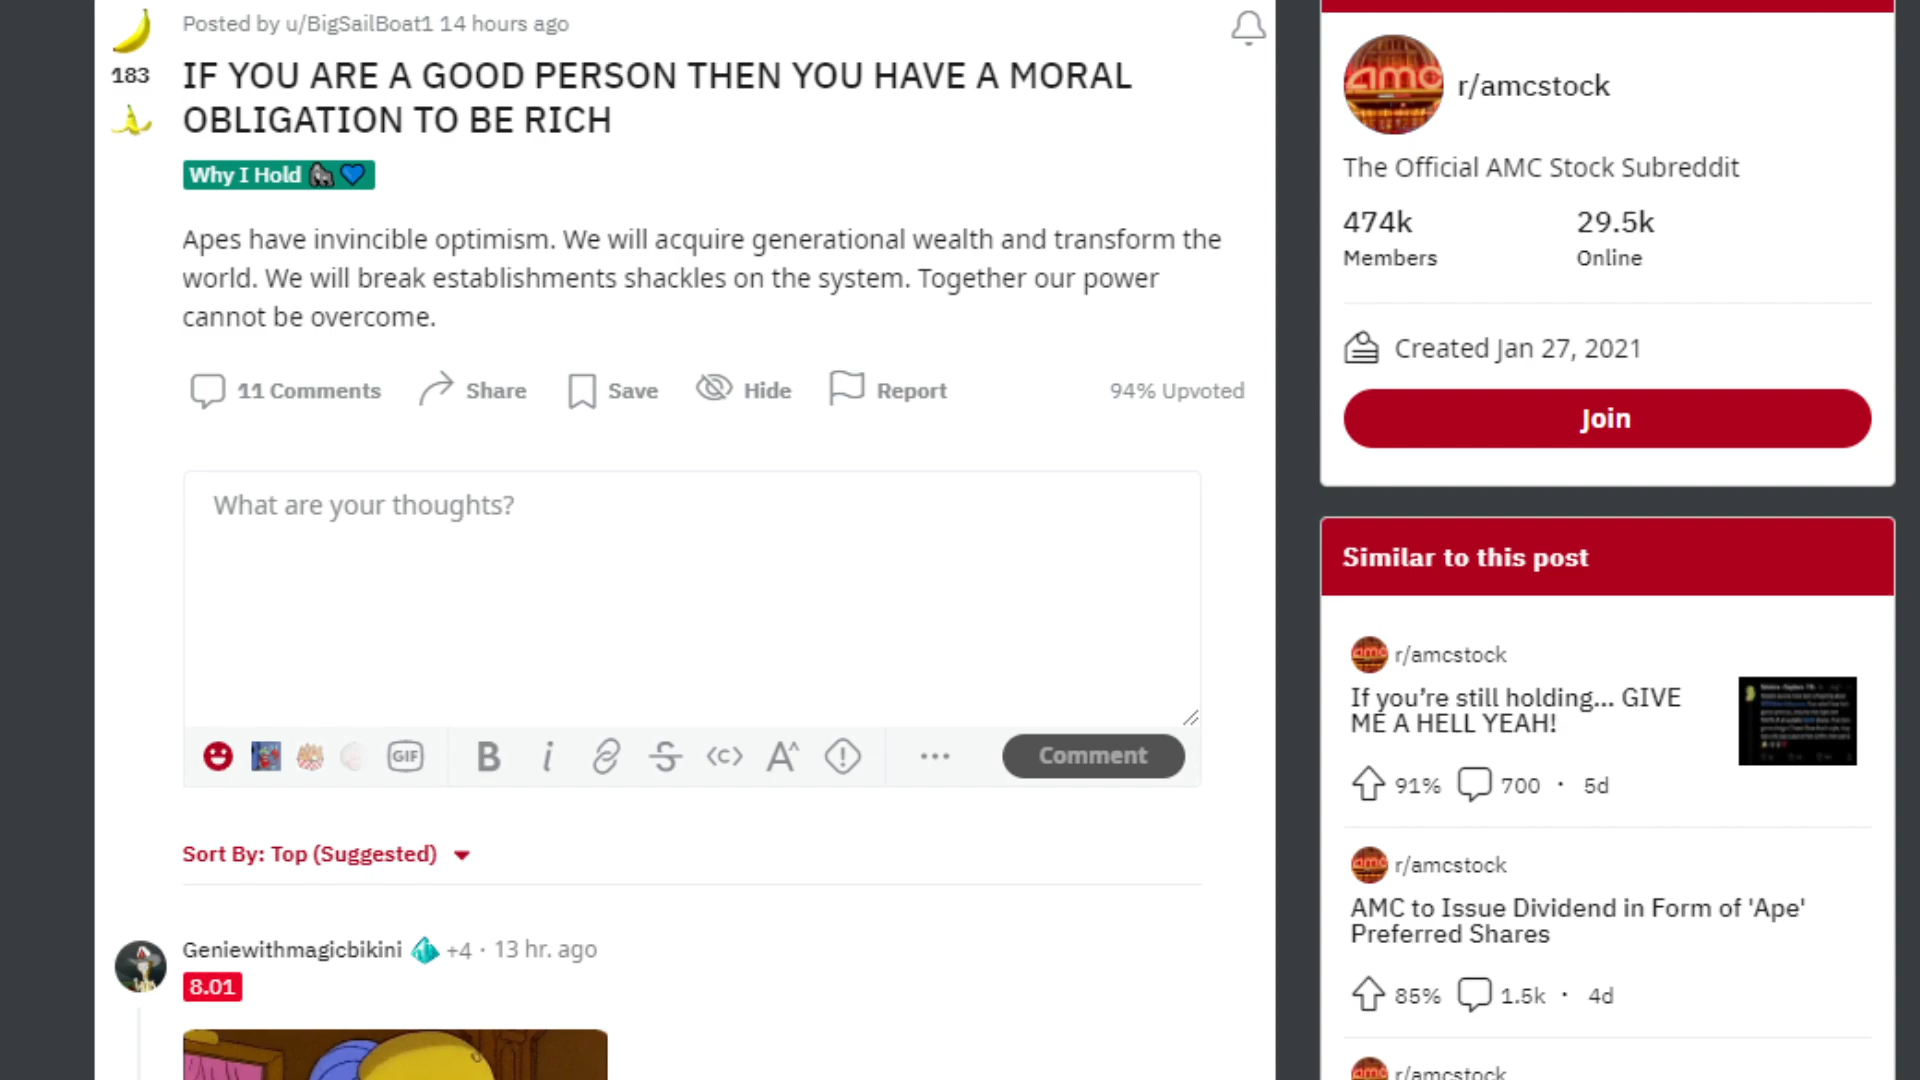 Posted by u/BigSailBoat1 14 hours ago
183
IF YOU ARE A GOOD PERSON THEN YOU HAVE A MORAL
OBLIGATION TO BE RICH
Why I Hold
Apes have invincible optimism. We will acquire generational wealth and transform the
world. We will break establishments shackles on the system. Together our power
cannot be overcome.
11 Comments
Share
Save
Hide
Report
94% Upvoted
What are your thoughts?
GIF
B
i
S
<c>
A^
...
Comment
Sort By: Top (Suggested)
Geniewithmagicbikini +4 · 13 hr. ago
8.01
amc
r/amcstock
The Official AMC Stock Subreddit
474k
Members
29.5k
Online
Created Jan 27, 2021
Join
Similar to this post
amc
r/amcstock
If you're still holding... GIVE
ME A HELL YEAH!
91% 700 · 5d
amc
r/amcstock
AMC to Issue Dividend in Form of 'Ape'
Preferred Shares
85% 1.5k · 4d
amc
r/amcstock